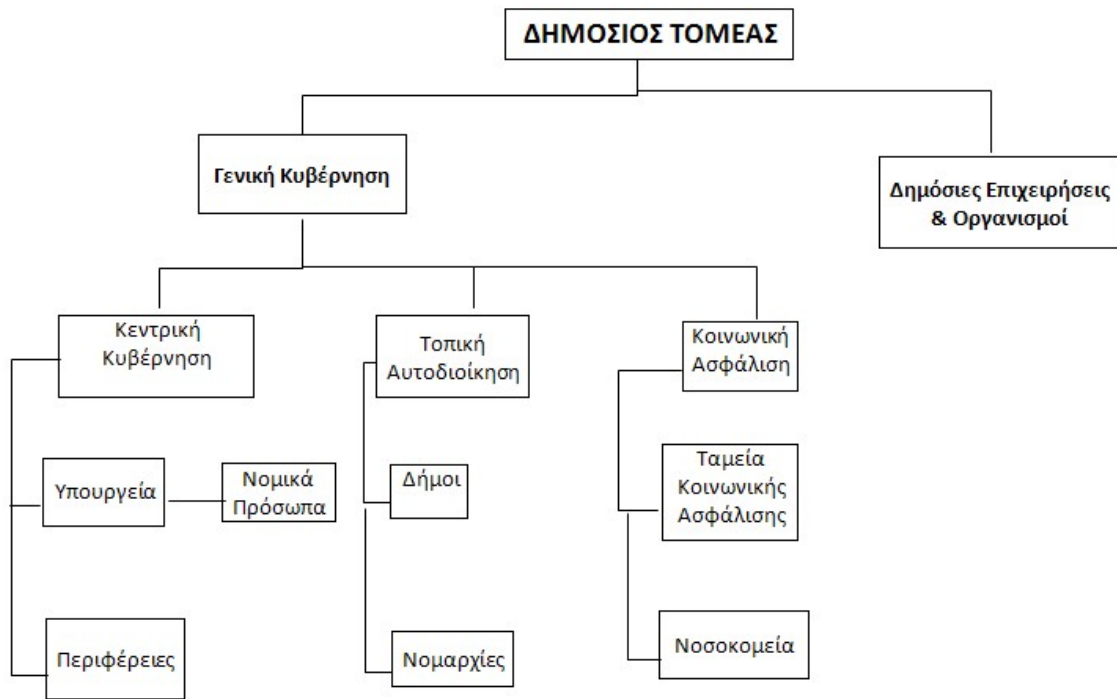 ΔΗΜΟΣΙΟΣ ΤΟΜΕΑΣ
Γενική Κυβέρνηση
Δημόσιες Επιχειρήσεις
& Οργανισμοί
Κεντρική
Κυβέρνηση
Τοπική
Αυτοδιοίκηση
Κοινωνική
Ασφάλιση
Υπουργεία
Νομικά
Πρόσωπα
Δήμοι
Ταμεία
Κοινωνικής
Ασφάλισης
Περιφέρειες
Νομαρχίες
Νοσοκομεία